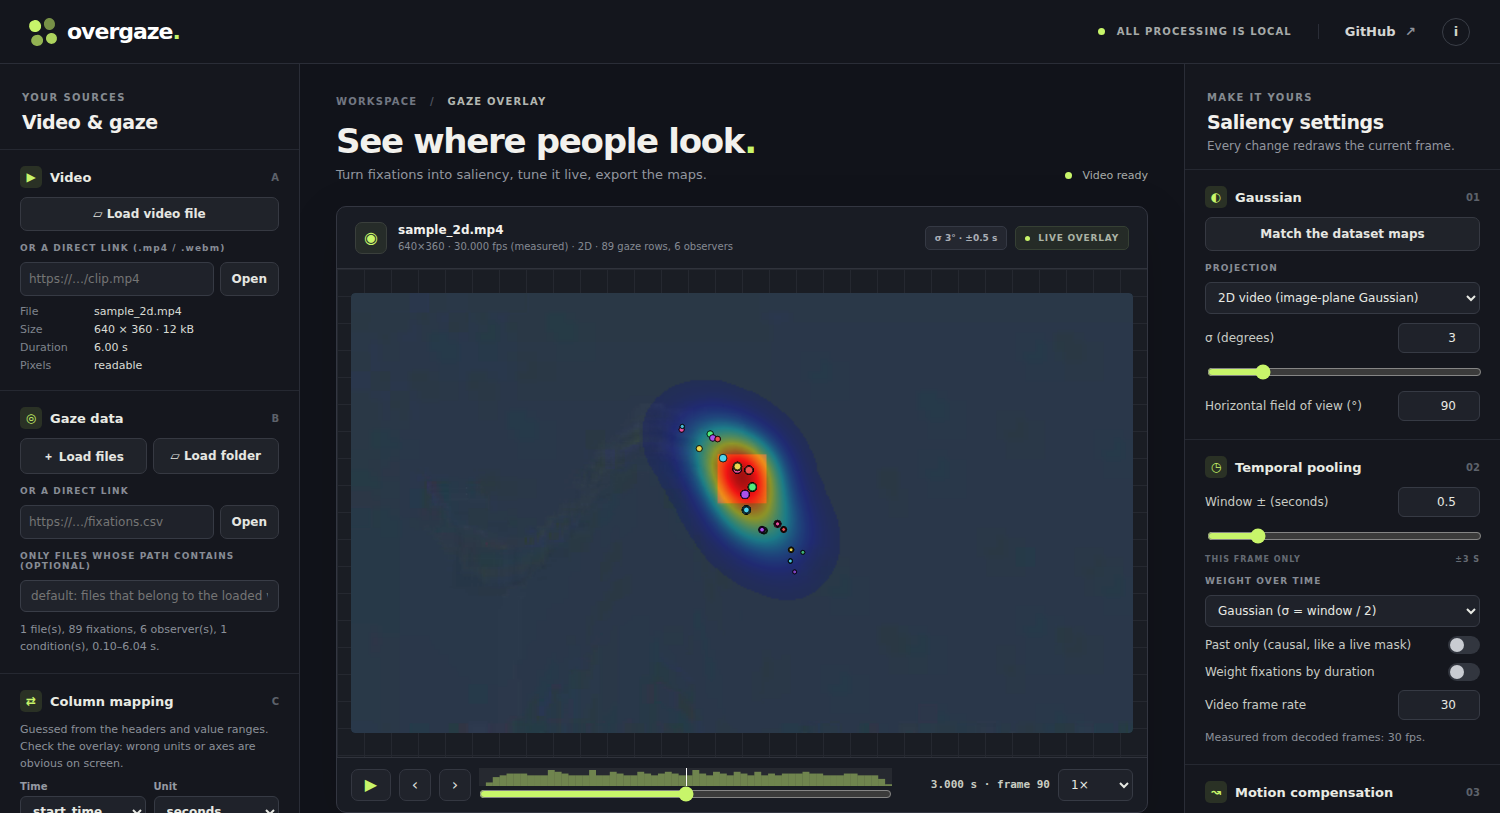 overgaze.
ALL PROCESSING IS LOCAL
GitHub ↗
i
YOUR SOURCES
Video & gaze
Video
A
Load video file
OR A DIRECT LINK (.mp4 / .webm)
https://…/clip.mp4
Open
File sample_2d.mp4
Size 640 × 360 · 12 kB
Duration 6.00 s
Pixels readable
Gaze data
B
+ Load files
Load folder
OR A DIRECT LINK
https://…/fixations.csv
Open
ONLY FILES WHOSE PATH CONTAINS
(OPTIONAL)
default: files that belong to the loaded
1 file(s), 89 fixations, 6 observer(s), 1
condition(s), 0.10–6.04 s.
Column mapping
C
Guessed from the headers and value ranges.
Check the overlay: wrong units or axes are
obvious on screen.
Time Unit
start_time seconds
WORKSPACE / GAZE OVERLAY
See where people look.
Turn fixations into saliency, tune it live, export the maps.
Video ready
sample_2d.mp4
640×360 · 30.000 fps (measured) · 2D · 89 gaze rows, 6 observers
σ 3° · ±0.5 s
LIVE OVERLAY
3.000 s · frame 90
1×
MAKE IT YOURS
Saliency settings
Every change redraws the current frame.
Gaussian
01
Match the dataset maps
PROJECTION
2D video (image-plane Gaussian)
σ (degrees) 3
Horizontal field of view (°) 90
Temporal pooling
02
Window ± (seconds) 0.5
THIS FRAME ONLY ±3 S
WEIGHT OVER TIME
Gaussian (σ = window / 2)
Past only (causal, like a live mask)
Weight fixations by duration
Video frame rate 30
Measured from decoded frames: 30 fps.
Motion compensation
03